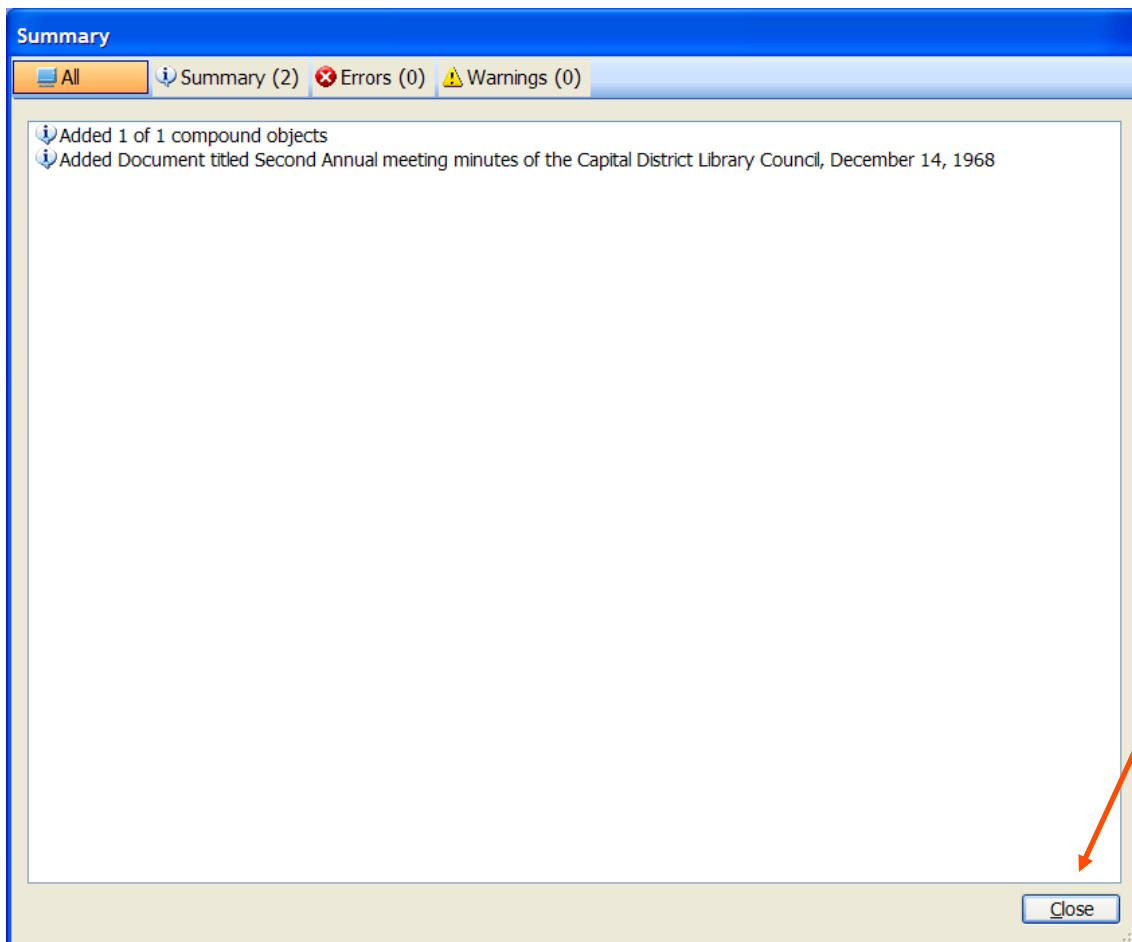 Summary
All Summary (2) Errors (0) Warnings (0)
Added 1 of 1 compound objects
Added Document titled Second Annual meeting minutes of the Capital District Library Council, December 14, 1968
Close